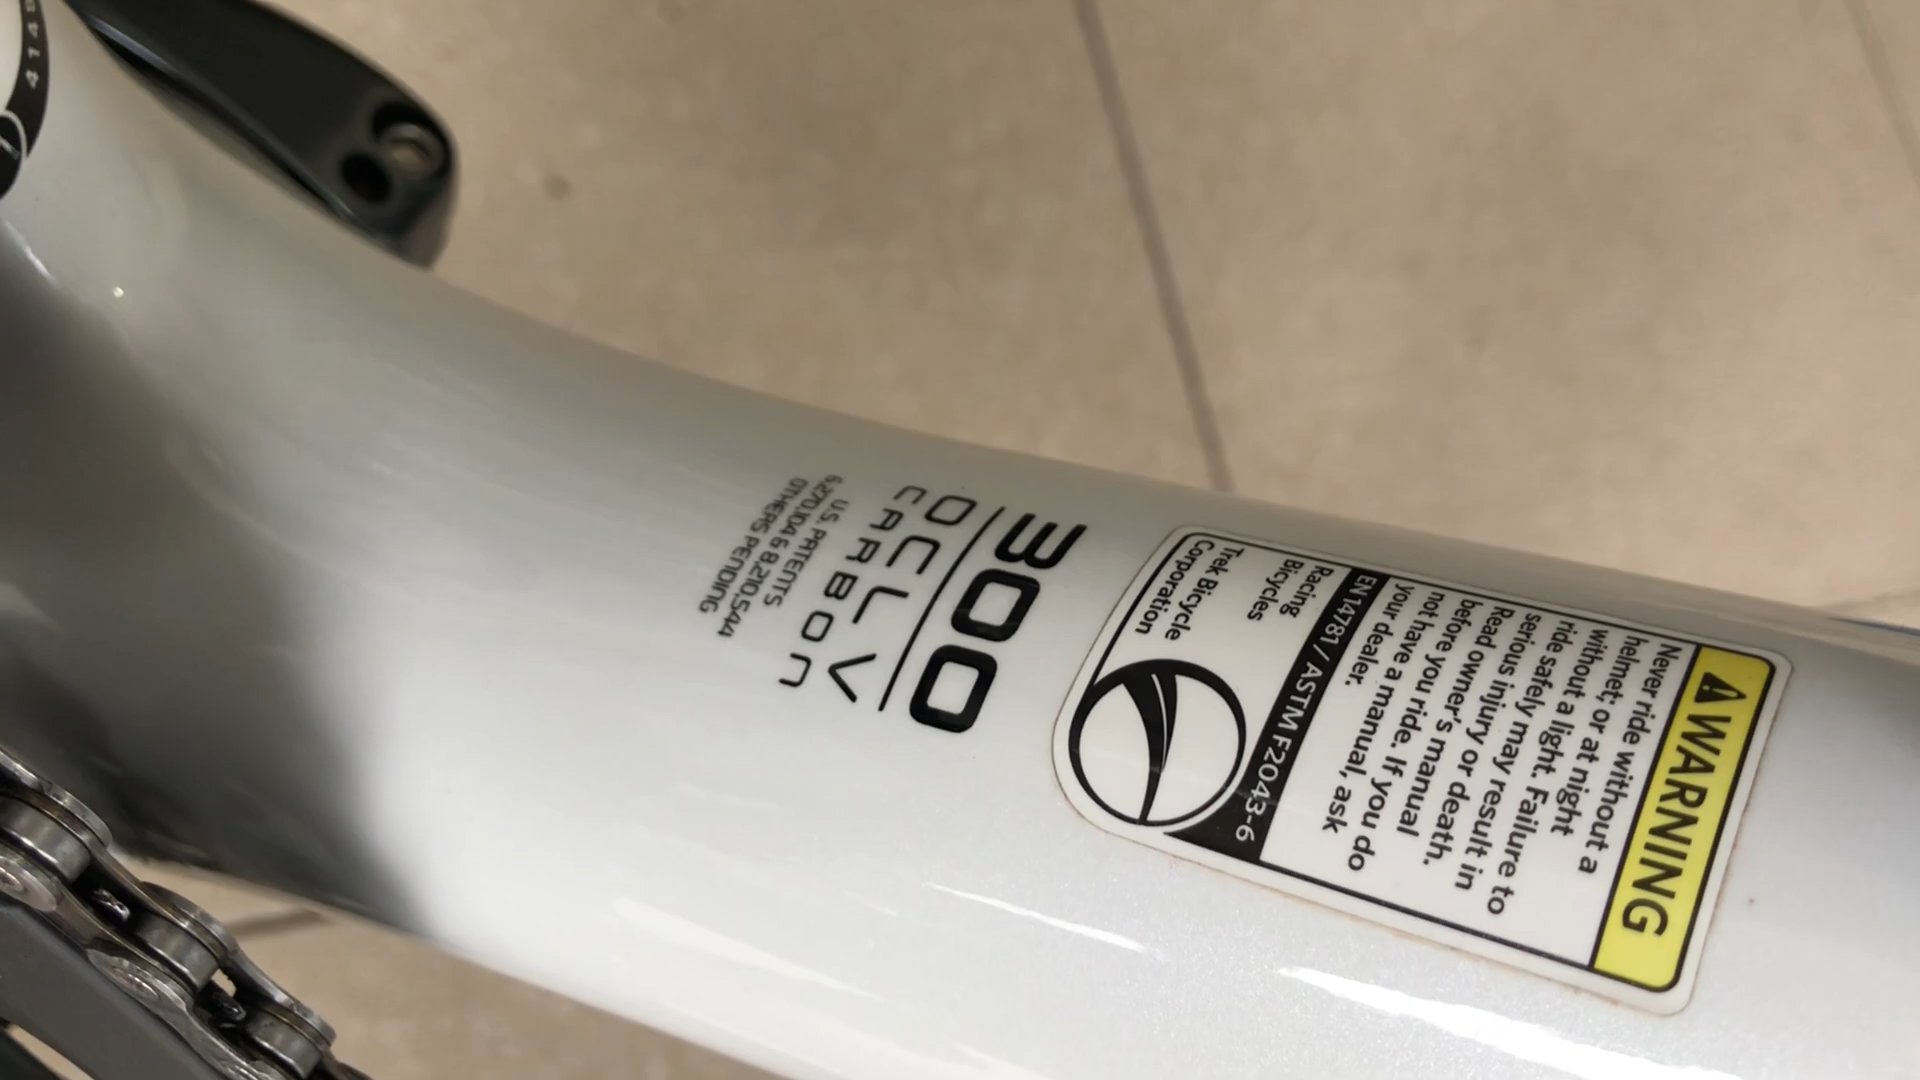 WARNING
Never ride without a
helmet; or at night
without a light. Failure to
ride safely may result in
serious injury or death.
Read owner's manual
before you ride. If you do
not have a manual, ask
your dealer.
EN14781 / ASTM F2043-6
Racing
Bicycles
Trek Bicycle
Corporation
300
OCLV
CARBON
U.S. PATENTS
6,270,104 & 8,210,544
OTHERS PENDING